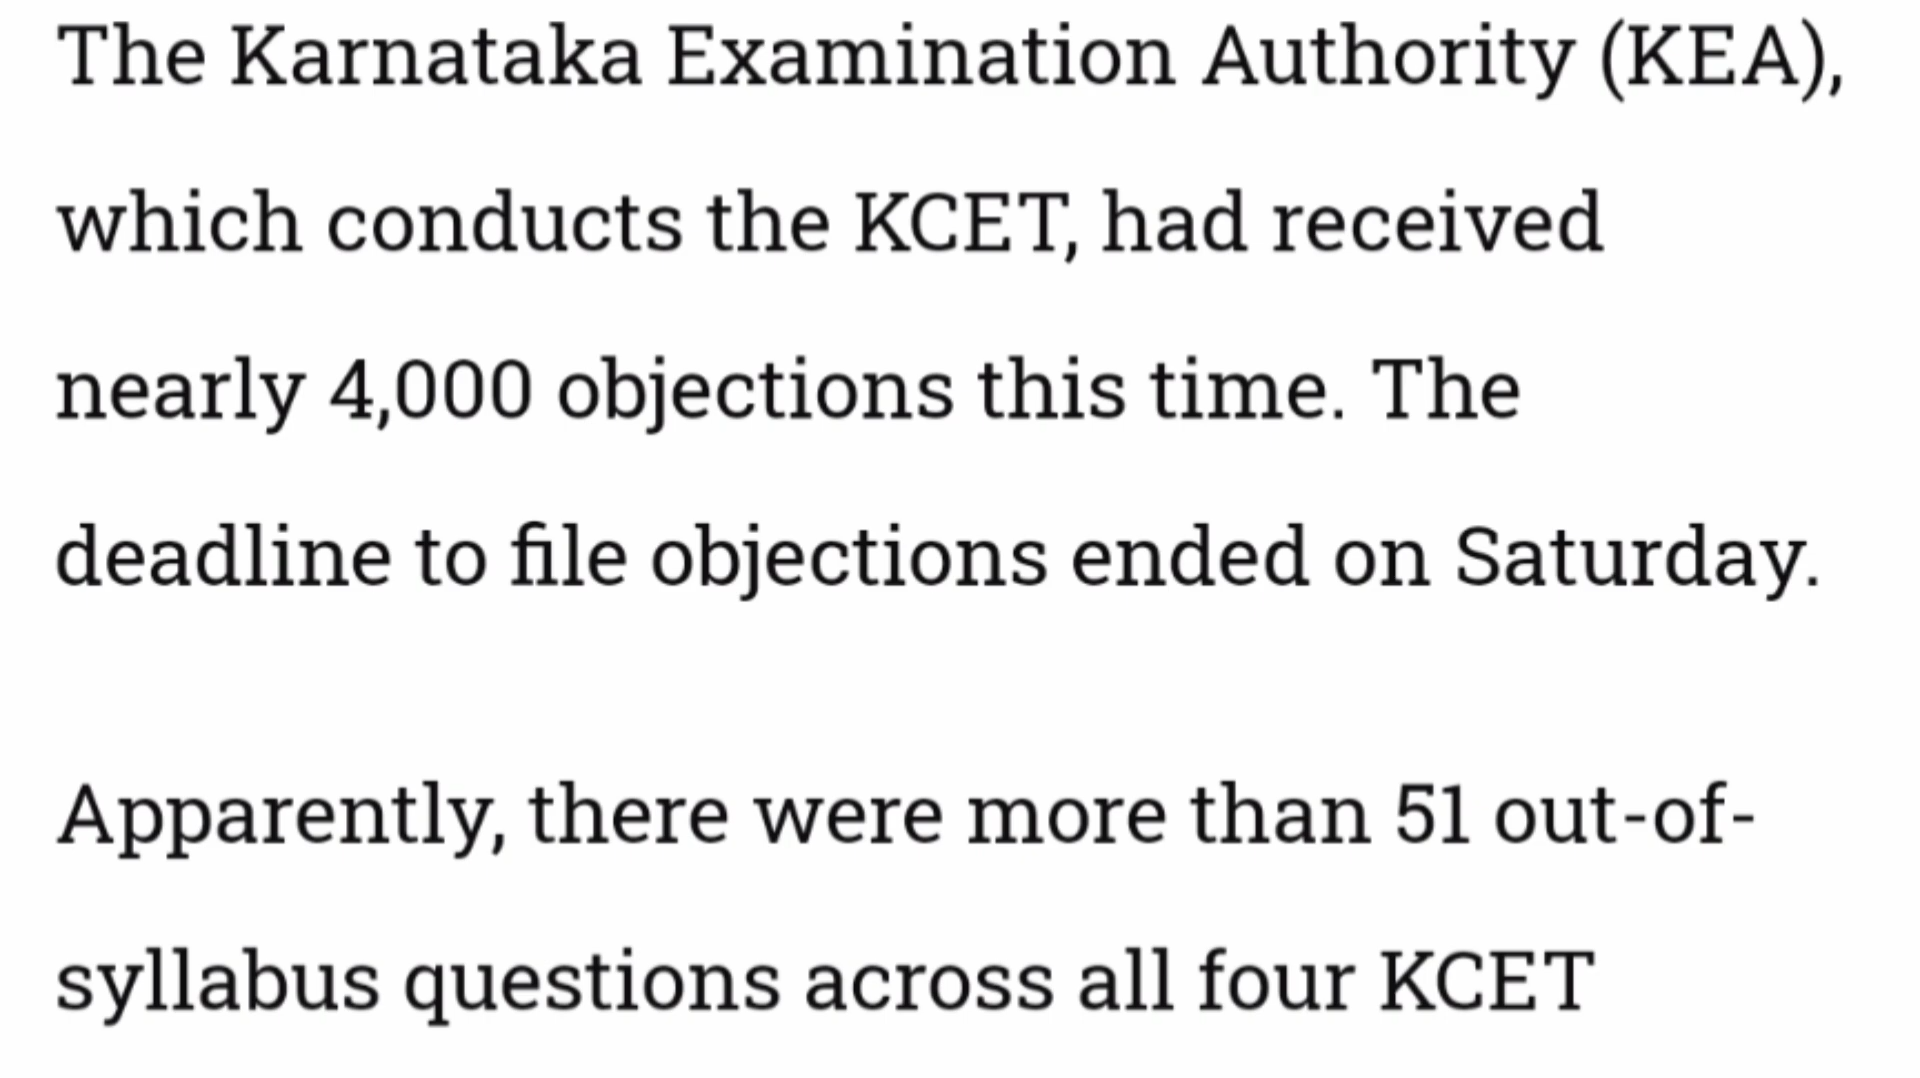 The Karnataka Examination Authority (KEA),
which conducts the KCET, had received
nearly 4,000 objections this time. The
deadline to file objections ended on Saturday.
Apparently, there were more than 51 out-of-
syllabus questions across all four KCET